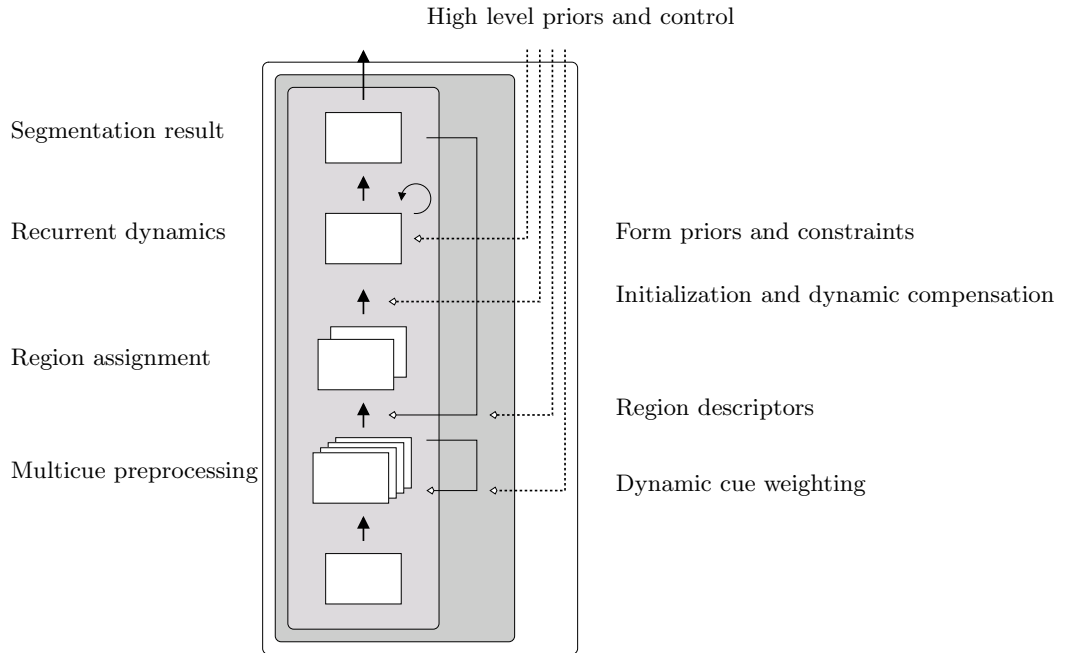 High level priors and control
Segmentation result
Recurrent dynamics
Form priors and constraints
Initialization and dynamic compensation
Region assignment
Region descriptors
Multicue preprocessing
Dynamic cue weighting